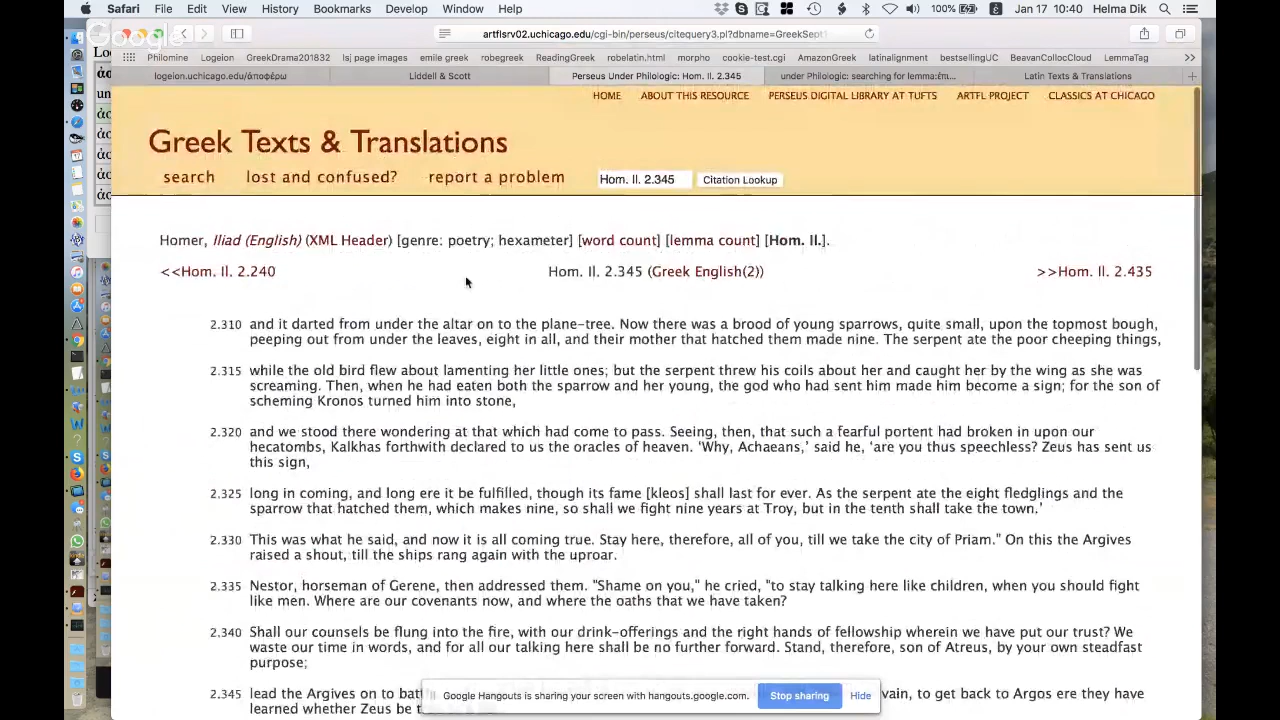 Safari File Edit View History Bookmarks Develop Window Help 100% Jan 17 10:40 Helma Dik
Google
artflsrv02.uchicago.edu/cgi-bin/perseus/citequery3.pl?dbname=GreekSept1
Philomine Logeion GreekDrama201832 lsj page images emile greek robegreek ReadingGreek robelatin.html morpho cookie-test.cgi AmazonGreek latinalignment bestsellingUC BeavanCollocCloud LemmaTag
logeion.uchicago.edu/ἀποφέρω Liddell & Scott Perseus Under Philologic: Hom. Il. 2.345 under Philologic: searching for lemma:ἐπι... Latin Texts & Translations
HOME ABOUT THIS RESOURCE PERSEUS DIGITAL LIBRARY AT TUFTS ARTFL PROJECT CLASSICS AT CHICAGO
Greek Texts & Translations
search lost and confused? report a problem Hom. Il. 2.345 Citation Lookup
Homer, Iliad (English) (XML Header) [genre: poetry; hexameter] [word count] [lemma count] [Hom. Il.].
<<Hom. Il. 2.240 Hom. Il. 2.345 (Greek English(2)) >>Hom. Il. 2.435
2.310 and it darted from under the altar on to the plane-tree. Now there was a brood of young sparrows, quite small, upon the topmost bough,
peeping out from under the leaves, eight in all, and their mother that hatched them made nine. The serpent ate the poor cheeping things,
2.315 while the old bird flew about lamenting her little ones; but the serpent threw his coils about her and caught her by the wing as she was
screaming. Then, when he had eaten both the sparrow and her young, the god who had sent him made him become a sign; for the son of
scheming Kronos turned him into stone,
2.320 and we stood there wondering at that which had come to pass. Seeing, then, that such a fearful portent had broken in upon our
hecatombs, Kalkhas forthwith declared to us the oracles of heaven. 'Why, Achaeans,' said he, 'are you thus speechless? Zeus has sent us
this sign,
2.325 long in coming, and long ere it be fulfilled, though its fame [kleos] shall last for ever. As the serpent ate the eight fledglings and the
sparrow that hatched them, which makes nine, so shall we fight nine years at Troy, but in the tenth shall take the town.'
2.330 This was what he said, and now it is all coming true. Stay here, therefore, all of you, till we take the city of Priam." On this the Argives
raised a shout, till the ships rang again with the uproar.
2.335 Nestor, horseman of Gerene, then addressed them. "Shame on you," he cried, "to stay talking here like children, when you should fight
like men. Where are our covenants now, and where the oaths that we have taken?
2.340 Shall our counsels be flung into the fire, with our drink-offerings and the right hands of fellowship wherein we have put our trust? We
waste our time in words, and for all our talking here shall be no further forward. Stand, therefore, son of Atreus, by your own steadfast
purpose;
2.345 lead the Argives on to batt vain, to get back to Argos ere they have
learned whether Zeus be t
Google Hangouts is sharing your screen with hangouts.google.com. Stop sharing Hide